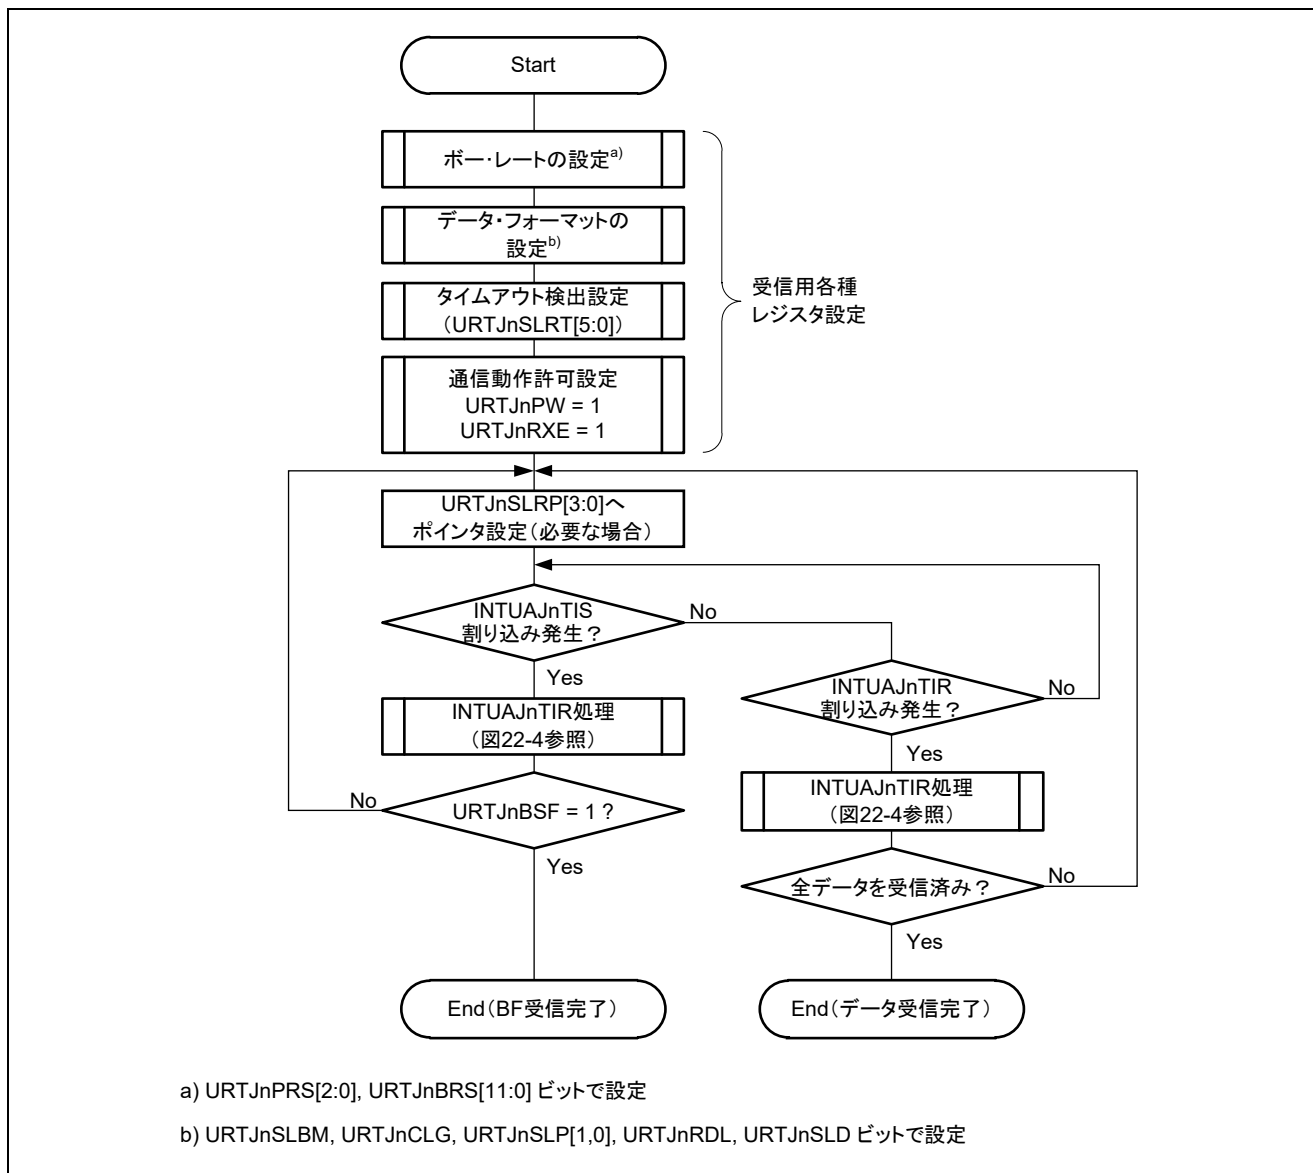 Start
ボー・レートの設定a)
データ・フォーマットの
設定b)
タイムアウト検出設定
（URTJnSLRT[5:0]）
通信動作許可設定
URTJnPW = 1
URTJnRXE = 1
受信用各種
レジスタ設定
URTJnSLRP[3:0]へ
ポインタ設定（必要な場合）
INTUAJnTIS
割り込み発生？
No
Yes
INTUAJnTIR処理
（図22-4参照）
URTJnBSF = 1 ?
No
Yes
End（BF受信完了）
INTUAJnTIR
割り込み発生？
No
Yes
INTUAJnTIR処理
（図22-4参照）
全データを受信済み？
No
Yes
End（データ受信完了）
a) URTJnPRS[2:0], URTJnBRS[11:0] ビットで設定
b) URTJnSLBM, URTJnCLG, URTJnSLP[1,0], URTJnRDL, URTJnSLD ビットで設定